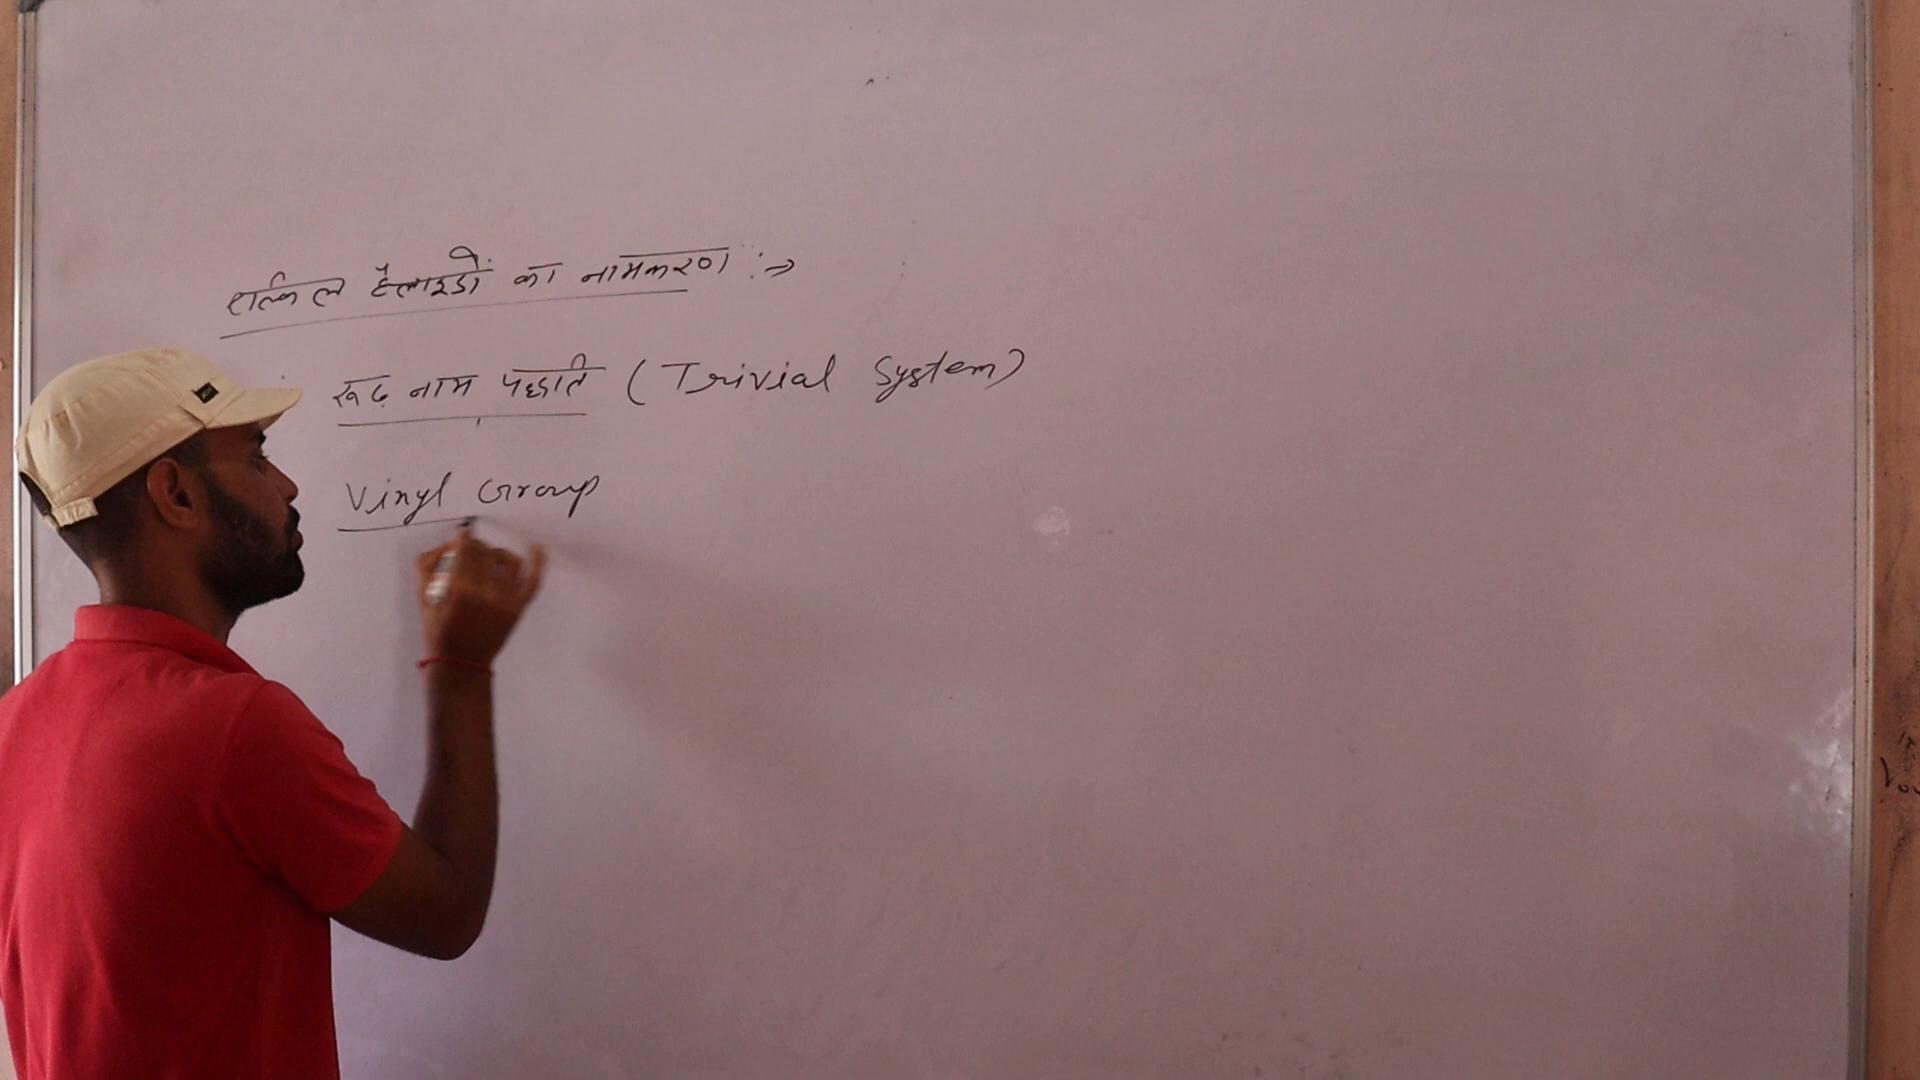 एल्किल हैलाइडों का नामकरण :→
रूढ़ नाम पद्धति (Trivial System)
Vinyl Group